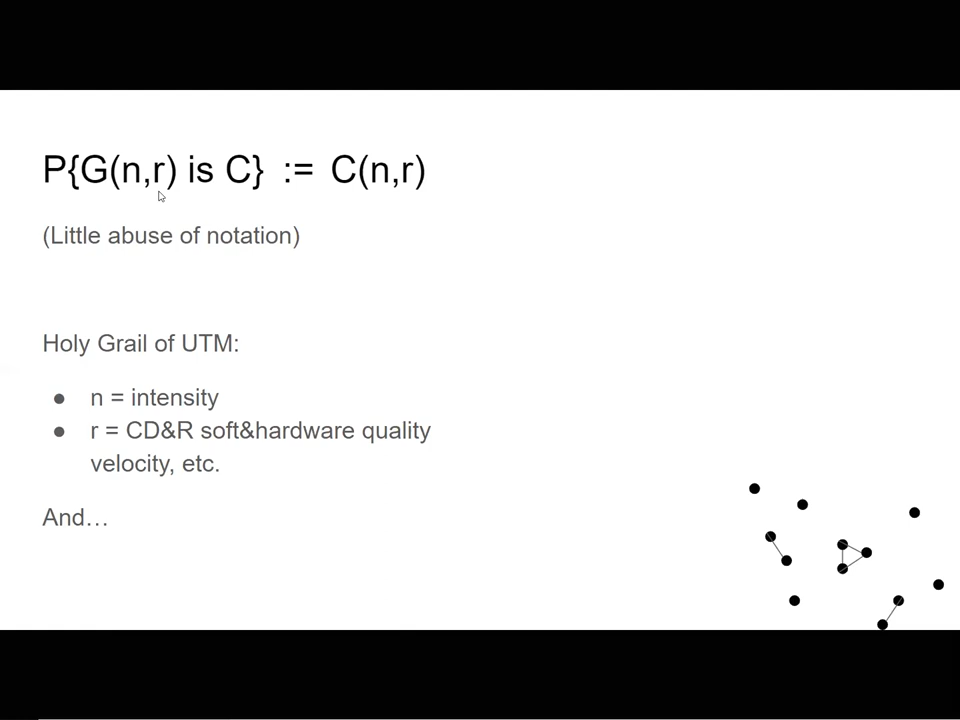 P{G(n,r) is C} := C(n,r)
(Little abuse of notation)
Holy Grail of UTM:
● n = intensity
● r = CD&R soft&hardware quality
velocity, etc.
And…